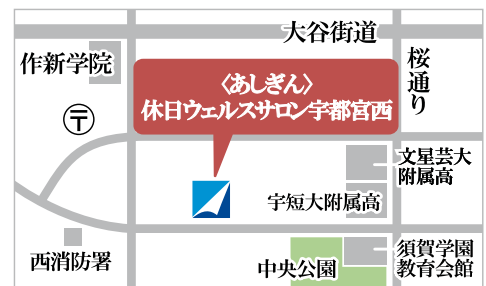 大谷街道
作新学院
桜通り
〈あしぎん〉
休日ウェルスサロン宇都宮西
〒
文星芸大
附属高
宇短大附属高
西消防署
中央公園
須賀学園
教育会館